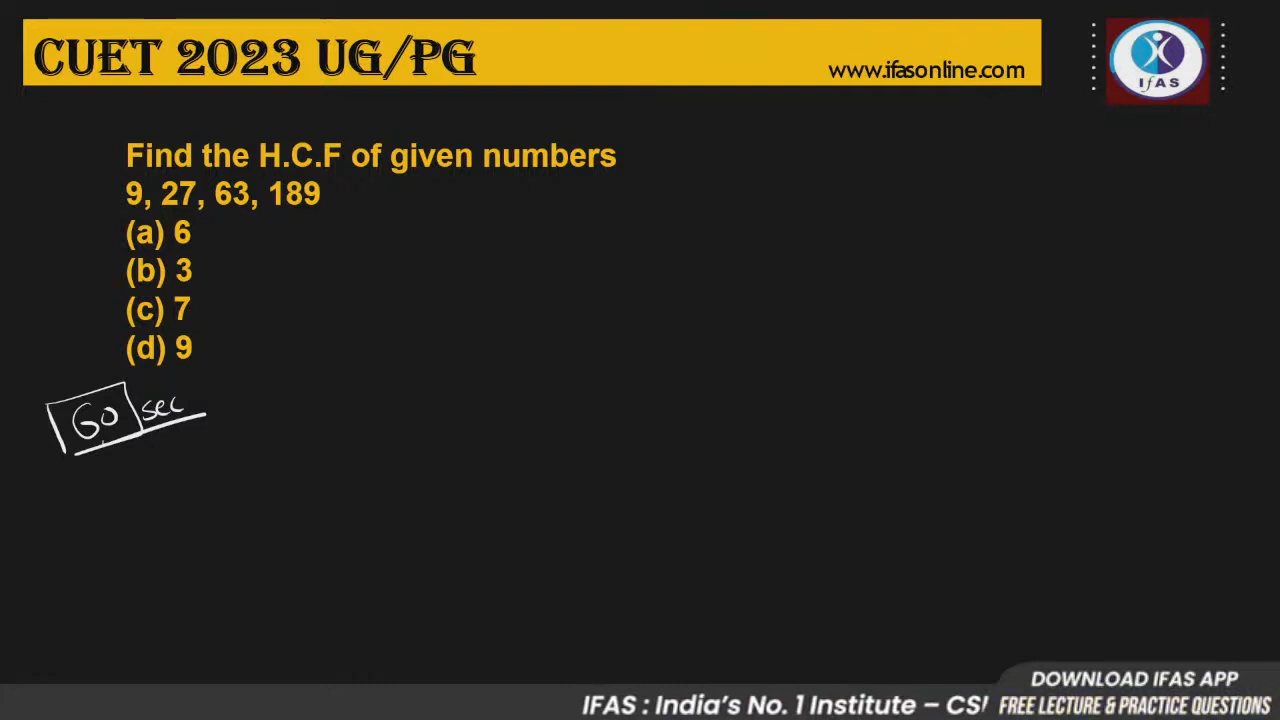 CUET 2023 UG/PG
www.ifasonline.com
IfAS
Find the H.C.F of given numbers
9, 27, 63, 189
(a) 6
(b) 3
(c) 7
(d) 9
60 sec
DOWNLOAD IFAS APP
IFAS : India's No. 1 Institute – CSI
FREE LECTURE & PRACTICE QUESTIONS